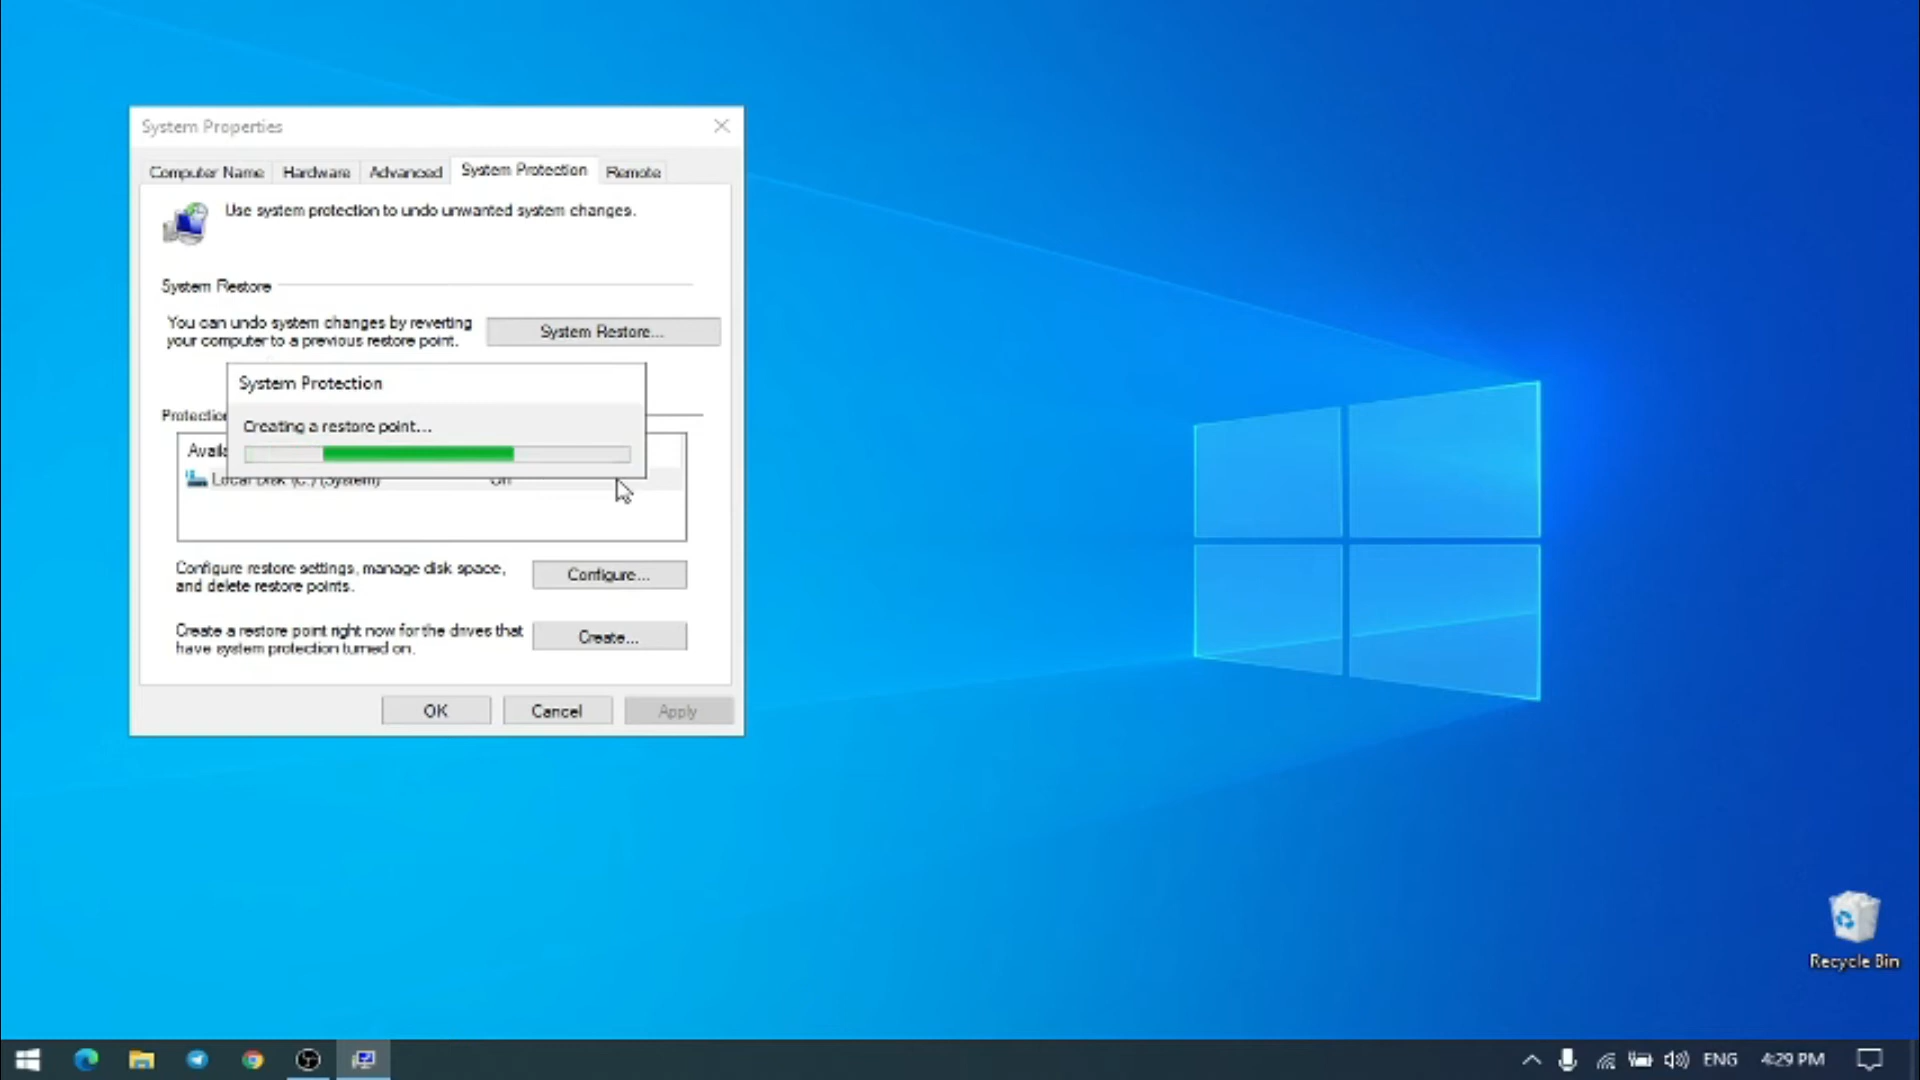 System Properties
Computer Name
Hardware
Advanced
System Protection
Remote
Use system protection to undo unwanted system changes.
System Restore
You can undo system changes by reverting
your computer to a previous restore point.
System Restore...
System Protection
Creating a restore point...
Protection
Availa
Local Disk (C:) (System)
On
Configure restore settings, manage disk space,
and delete restore points.
Configure...
Create a restore point right now for the drives that
have system protection turned on.
Create...
OK
Cancel
Apply
Recycle Bin
ENG
4:29 PM